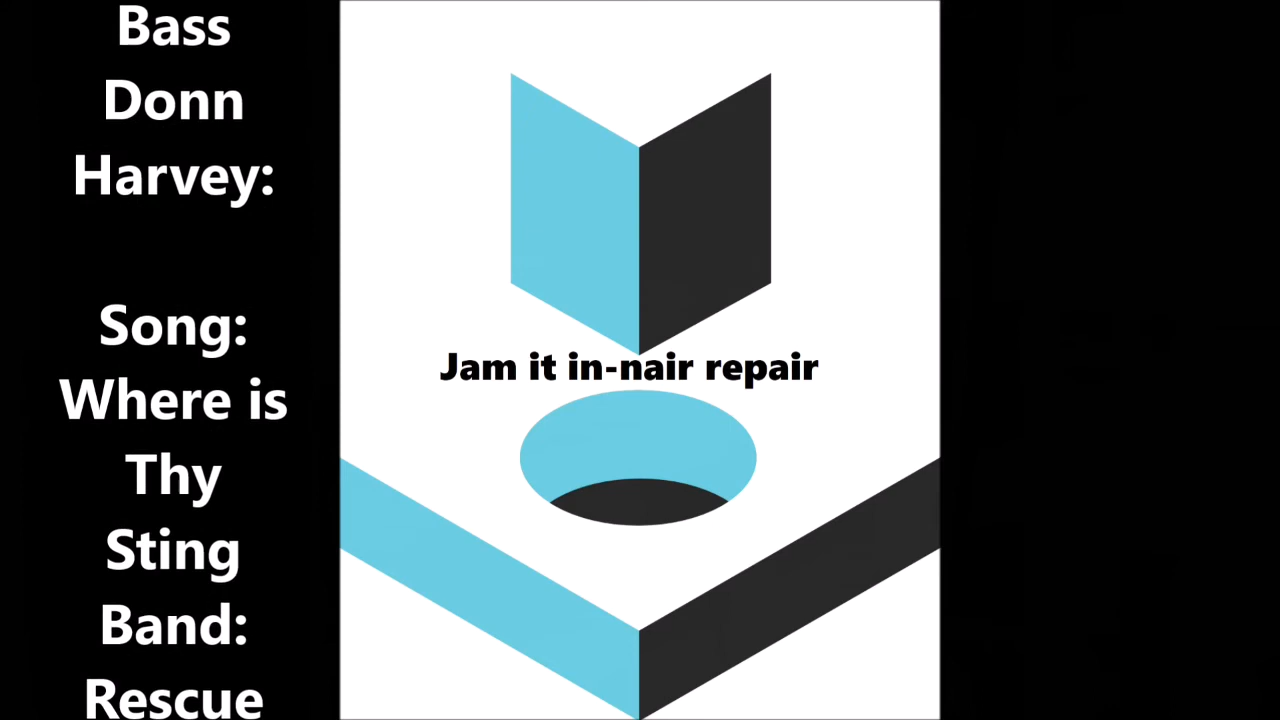 Bass
Donn
Harvey:
Song:
Where is
Thy
Sting
Band:
Rescue
Jam it in-nair repair